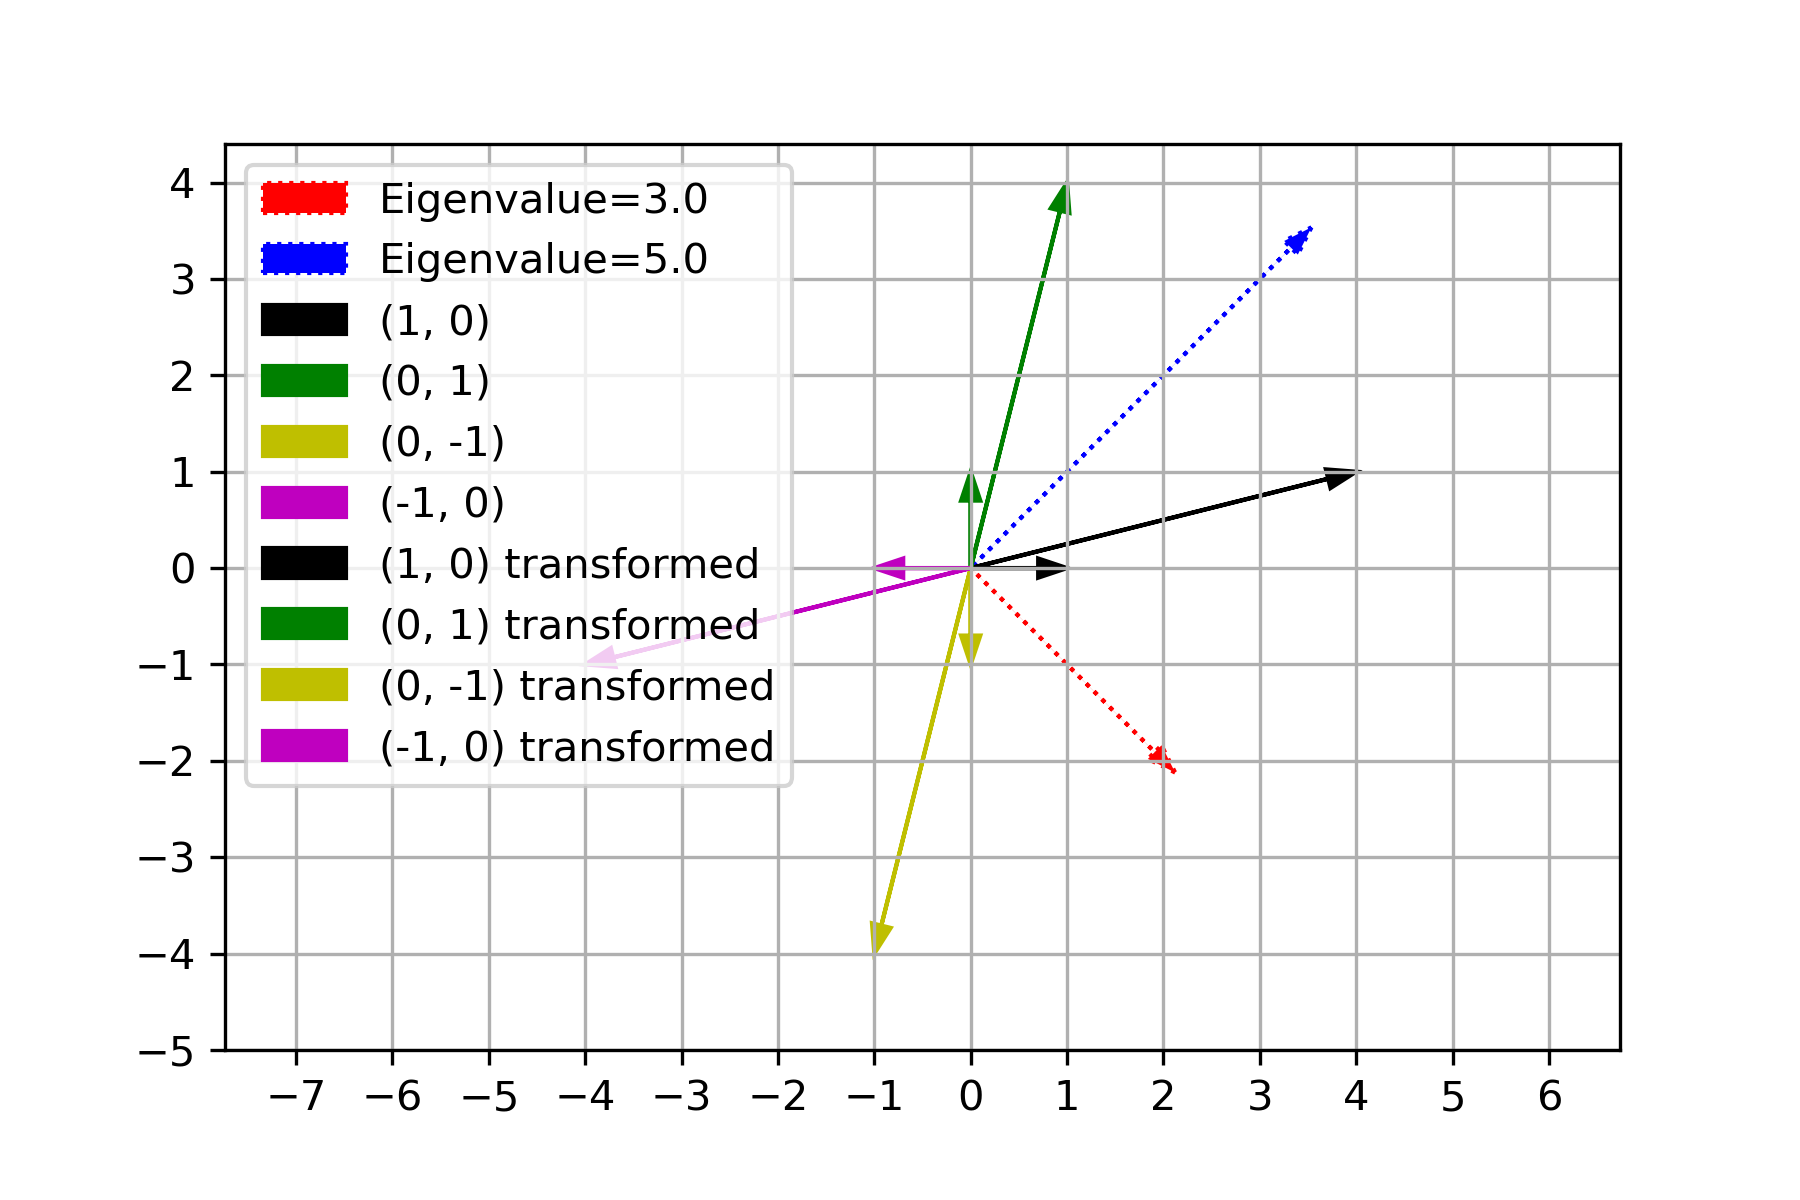 Eigenvalue=3.0
Eigenvalue=5.0
(1, 0)
(0, 1)
(0, -1)
(-1, 0)
(1, 0) transformed
(0, 1) transformed
(0, -1) transformed
(-1, 0) transformed
4
3
2
1
0
−1
−2
−3
−4
−5
−7 −6 −5 −4 −3 −2 −1 0 1 2 3 4 5 6